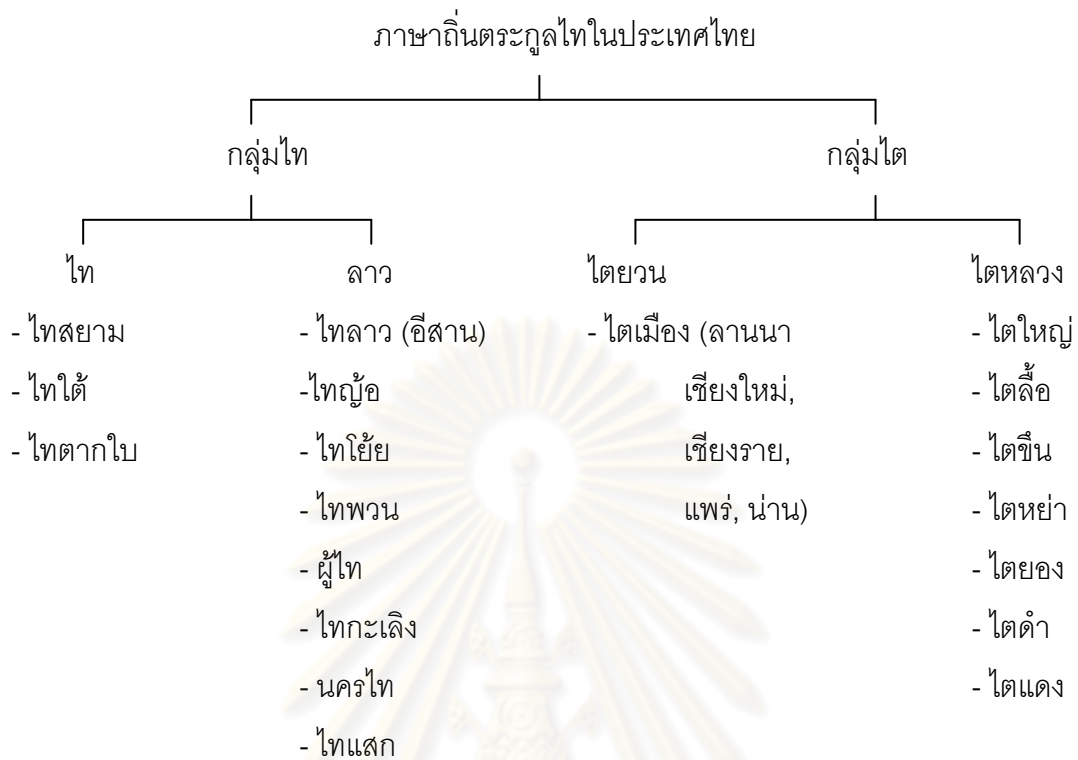 ภาษาถิ่นตระกูลไทในประเทศไทย
กลุ่มไท
กลุ่มไต
ไท
ลาว
ไตยวน
ไตหลวง
- ไทสยาม
- ไทใต้
- ไทตากใบ
- ไทลาว (อีสาน)
-ไทญ้อ
- ไทโย้ย
- ไทพวน
- ผู้ไท
- ไทกะเลิง
- นครไท
- ไทแสก
- ไตเมือง (ลานนา
เชียงใหม่,
เชียงราย,
แพร่, น่าน)
- ไตใหญ่
- ไตลื้อ
- ไตขึน
- ไตหย่า
- ไตยอง
- ไตดำ
- ไตแดง